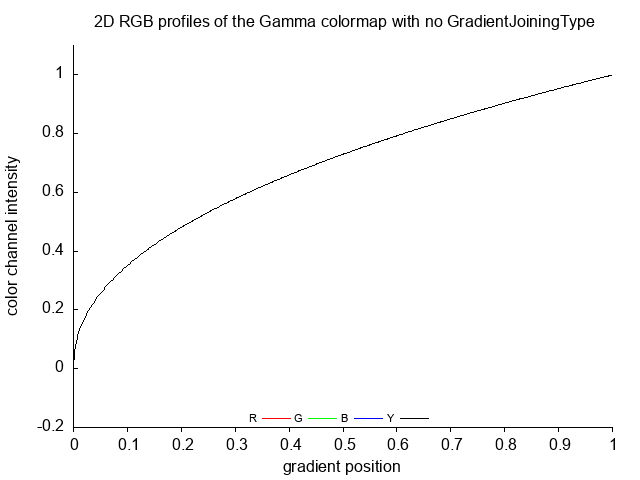 2D RGB profiles of the Gamma colormap with no GradientJoiningType
color channel intensity
1
0.8
0.6
0.4
0.2
0
-0.2
R G B Y
0 0.1 0.2 0.3 0.4 0.5 0.6 0.7 0.8 0.9 1
gradient position